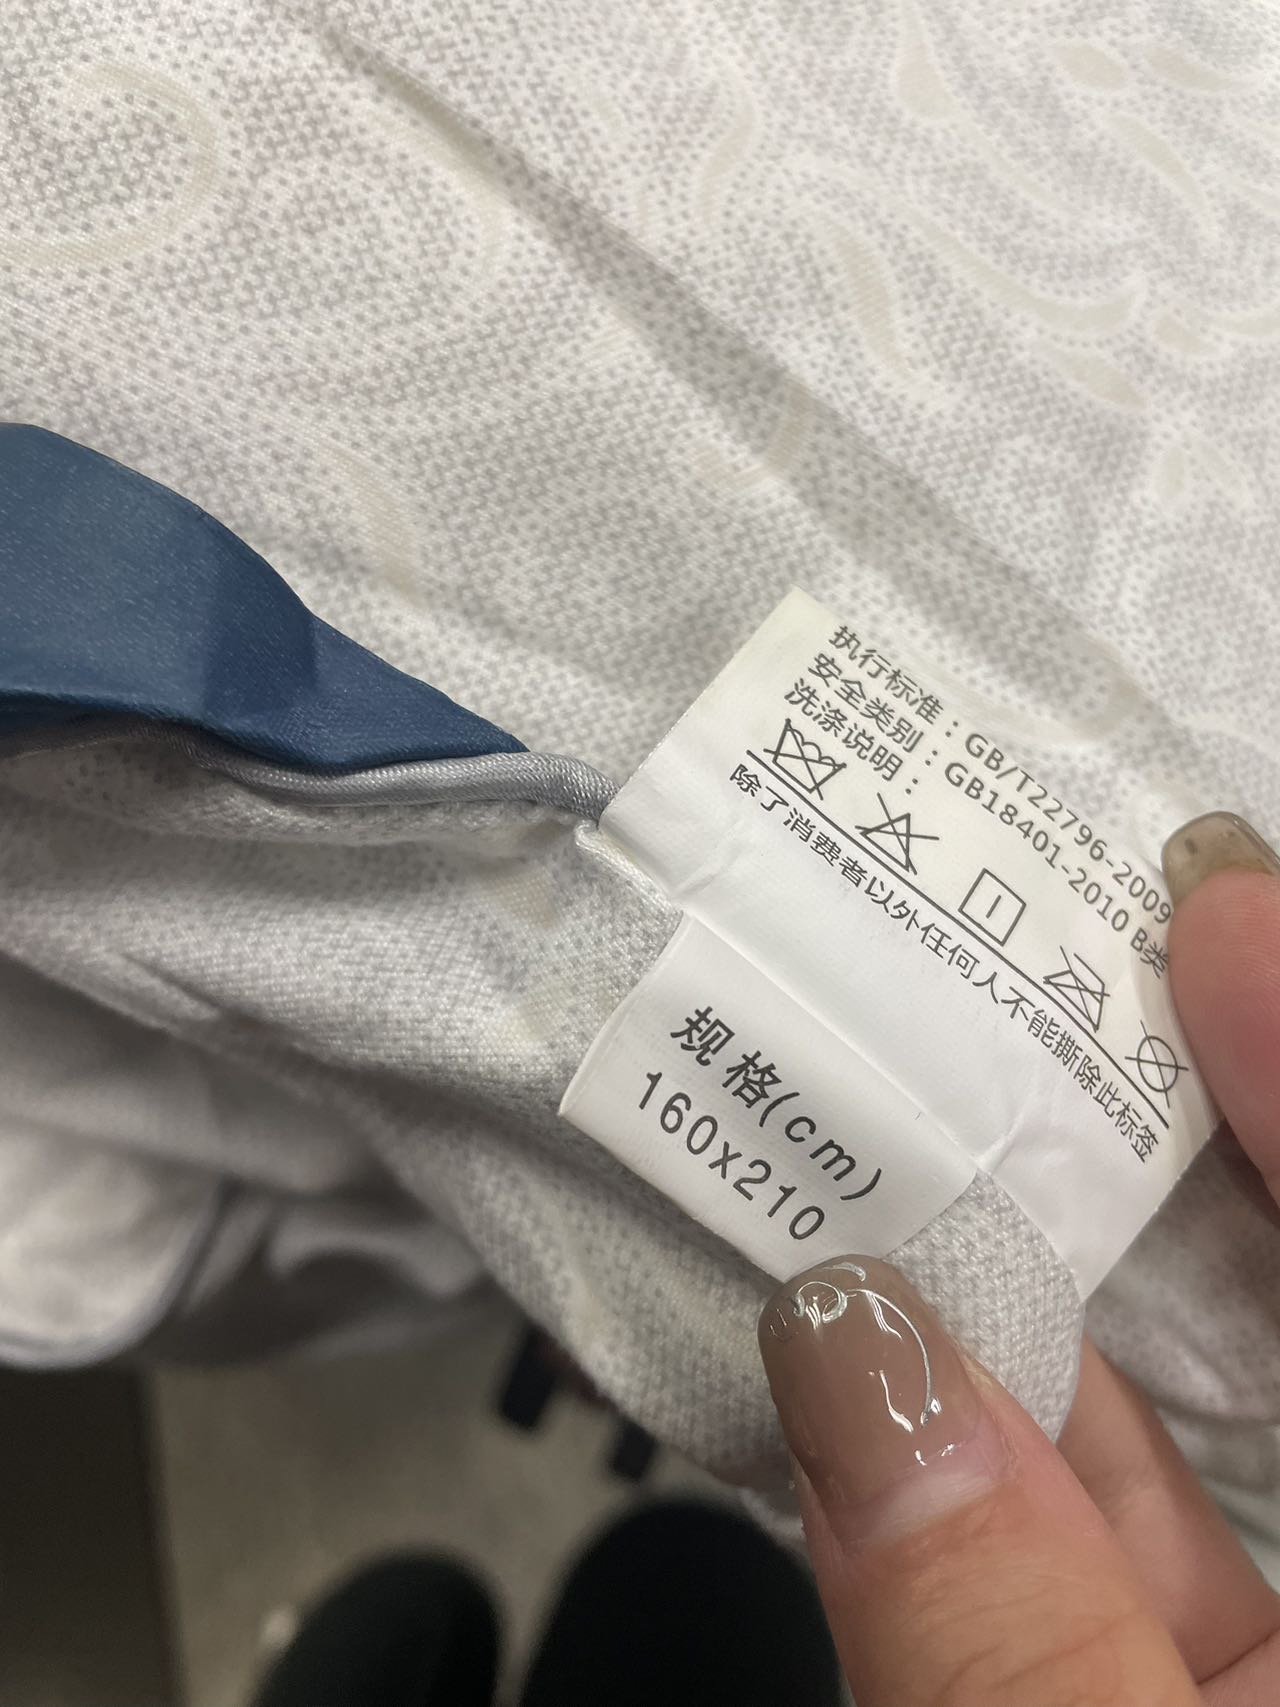 执行标准：GB/T22796-2009
安全类别：GB18401-2010 B类
洗涤说明：
除了消费者以外任何人不能撕除此标签
规格(cm)
160x210